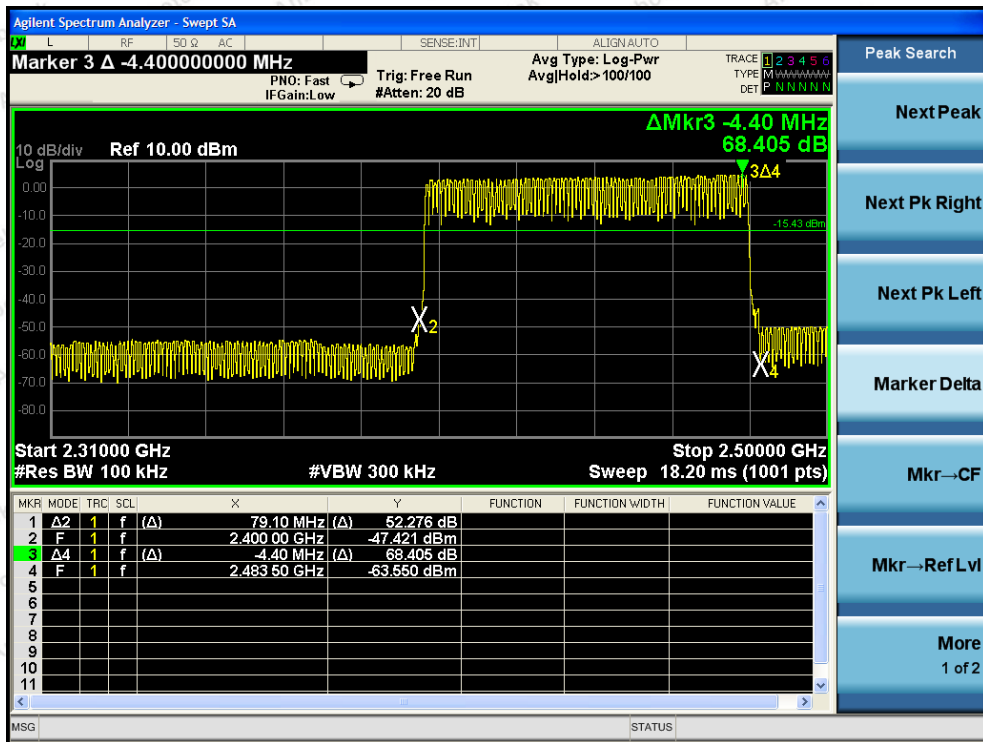 Agilent Spectrum Analyzer - Swept SA
LXI L RF 50 Ω AC SENSE:INT ALIGN AUTO
Marker 3 Δ -4.400000000 MHz
PNO: Fast
IFGain:Low
Trig: Free Run
#Atten: 20 dB
Avg Type: Log-Pwr
Avg|Hold:> 100/100
TRACE 1 2 3 4 5 6
TYPE M
DET P N N N N N
ΔMkr3 -4.40 MHz
68.405 dB
10 dB/div Ref 10.00 dBm
Log
3Δ4
0.00
-10.0
-15.43 dBm
-20.0
-30.0
-40.0
2
-50.0
-60.0
4
-70.0
-80.0
Start 2.31000 GHz Stop 2.50000 GHz
#Res BW 100 kHz #VBW 300 kHz Sweep 18.20 ms (1001 pts)
MKR MODE TRC SCL X Y FUNCTION FUNCTION WIDTH FUNCTION VALUE
1 Δ2 1 f (Δ) 79.10 MHz (Δ) 52.276 dB
2 F 1 f 2.400 00 GHz -47.421 dBm
3 Δ4 1 f (Δ) -4.40 MHz (Δ) 68.405 dB
4 F 1 f 2.483 50 GHz -63.550 dBm
5
6
7
8
9
10
11
MSG STATUS
Peak Search
Next Peak
Next Pk Right
Next Pk Left
Marker Delta
Mkr→CF
Mkr→Ref Lvl
More
1 of 2